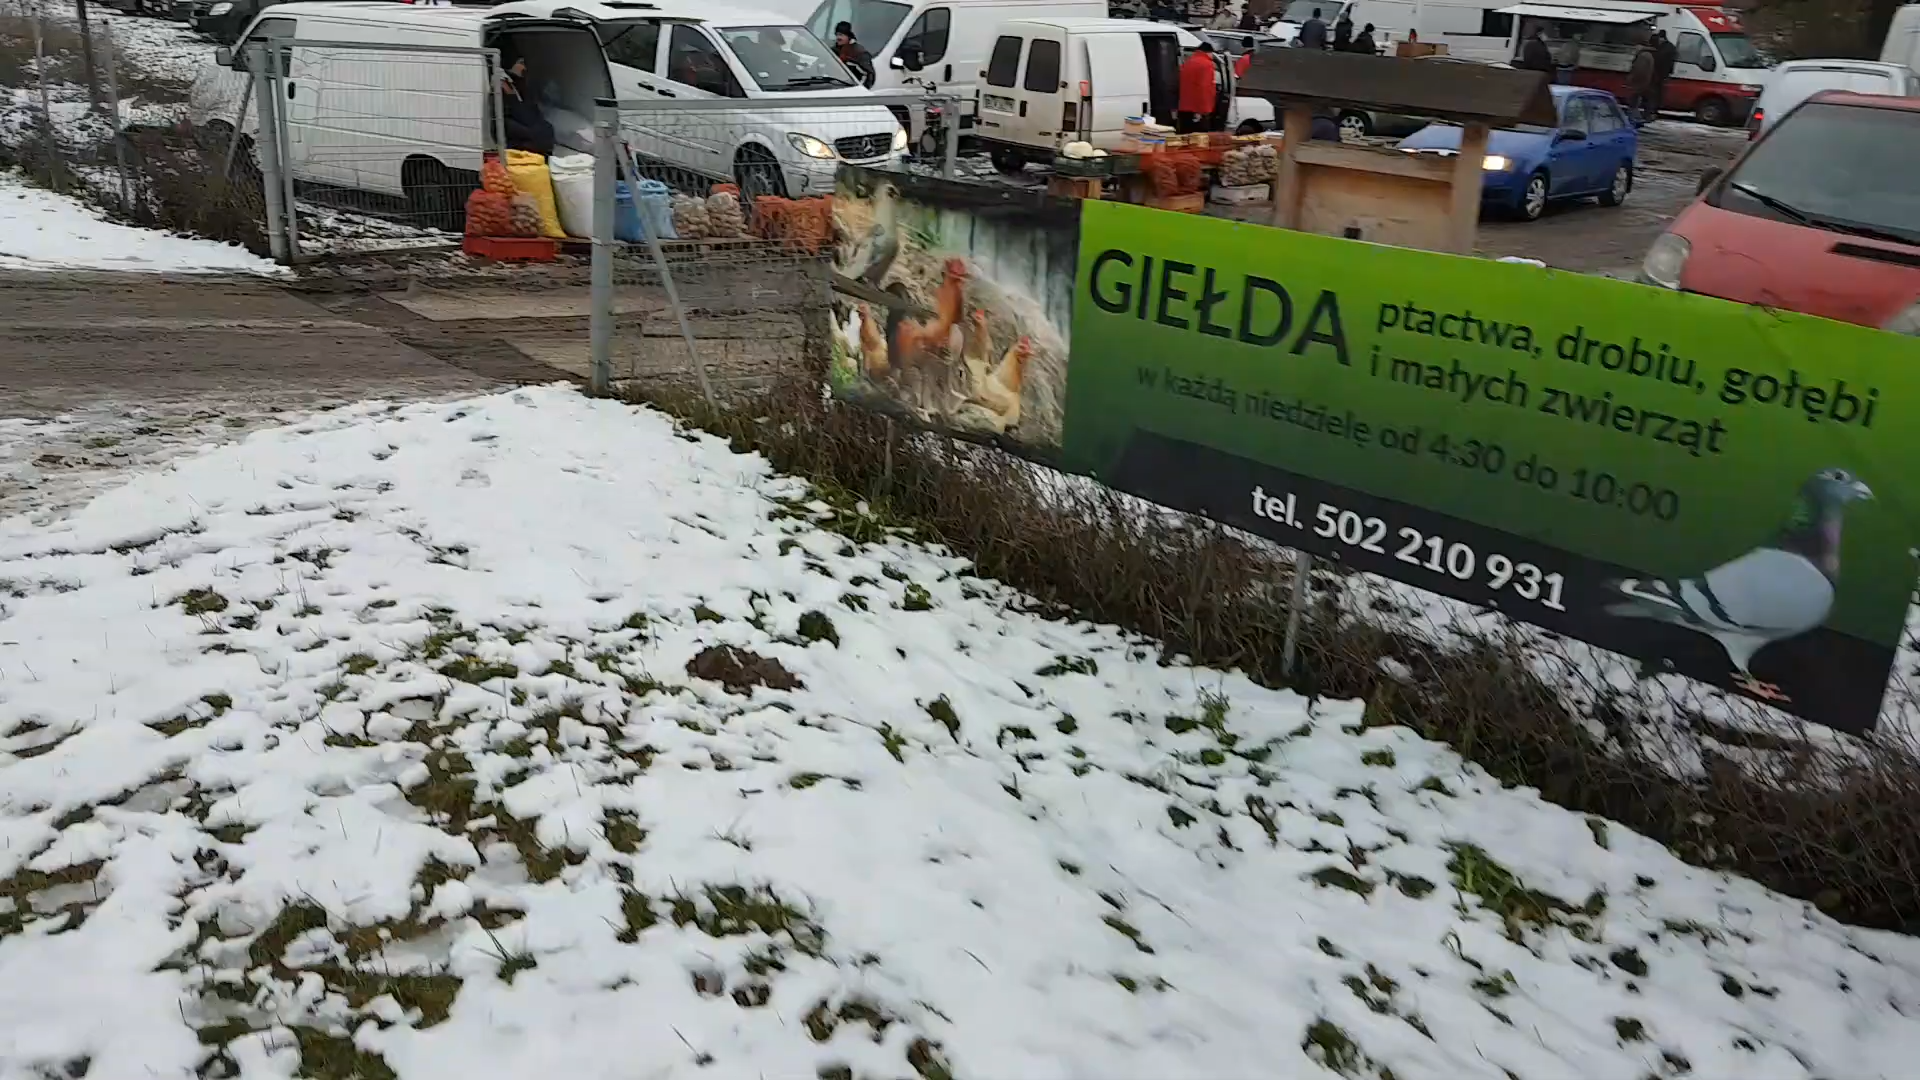 GIEŁDA
ptactwa, drobiu, gołębi
i małych zwierząt
w każdą niedzielę od 4:30 do 10:00
tel. 502 210 931